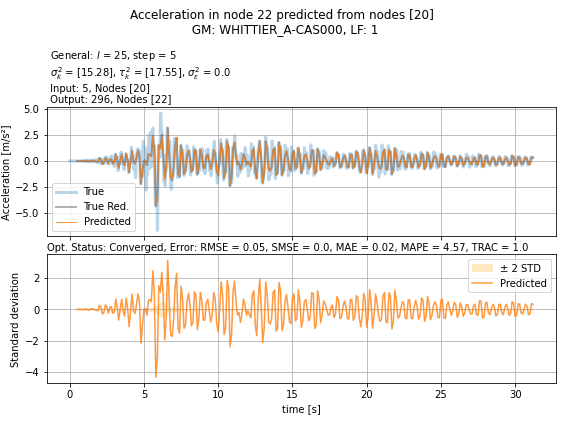 Acceleration in node 22 predicted from nodes [20]
GM: WHITTIER_A-CAS000, LF: 1
General: l = 25, step = 5
σ²ₖ = [15.28], τ²ₖ = [17.55], σ²ε = 0.0
Input: 5, Nodes [20]
Output: 296, Nodes [22]
Acceleration [m/s²]
5.0
2.5
0.0
−2.5
−5.0
True
True Red.
Predicted
Opt. Status: Converged, Error: RMSE = 0.05, SMSE = 0.0, MAE = 0.02, MAPE = 4.57, TRAC = 1.0
Standard deviation
2
0
−2
−4
± 2 STD
Predicted
0 5 10 15 20 25 30
time [s]